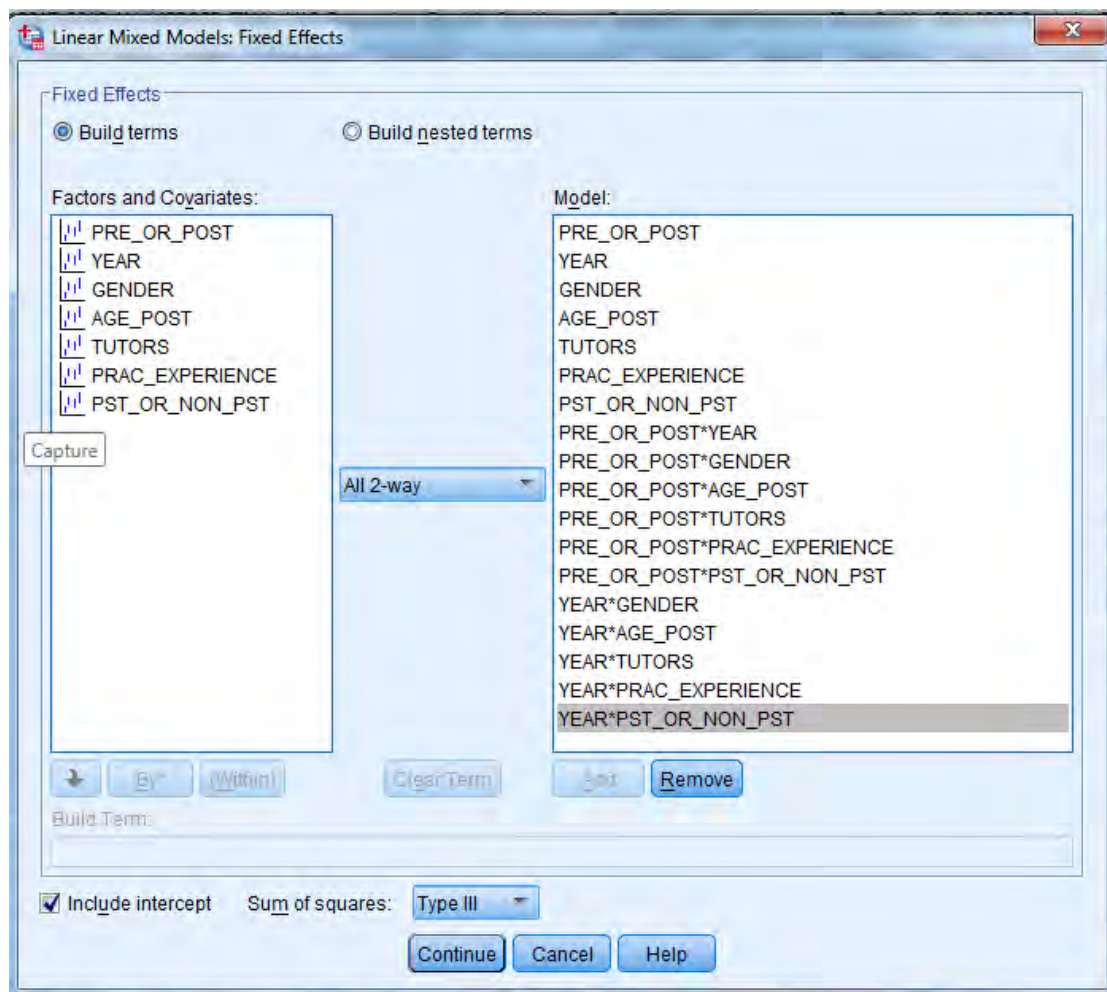 Linear Mixed Models: Fixed Effects
X
Fixed Effects
Build terms
Build nested terms
Factors and Covariates:
Model:
PRE_OR_POST
YEAR
GENDER
AGE_POST
TUTORS
PRAC_EXPERIENCE
PST_OR_NON_PST
Capture
All 2-way
PRE_OR_POST
YEAR
GENDER
AGE_POST
TUTORS
PRAC_EXPERIENCE
PST_OR_NON_PST
PRE_OR_POST*YEAR
PRE_OR_POST*GENDER
PRE_OR_POST*AGE_POST
PRE_OR_POST*TUTORS
PRE_OR_POST*PRAC_EXPERIENCE
PRE_OR_POST*PST_OR_NON_PST
YEAR*GENDER
YEAR*AGE_POST
YEAR*TUTORS
YEAR*PRAC_EXPERIENCE
YEAR*PST_OR_NON_PST
By*
(Within)
Clear Term
Add
Remove
Build Term:
Include intercept
Sum of squares:
Type III
Continue
Cancel
Help